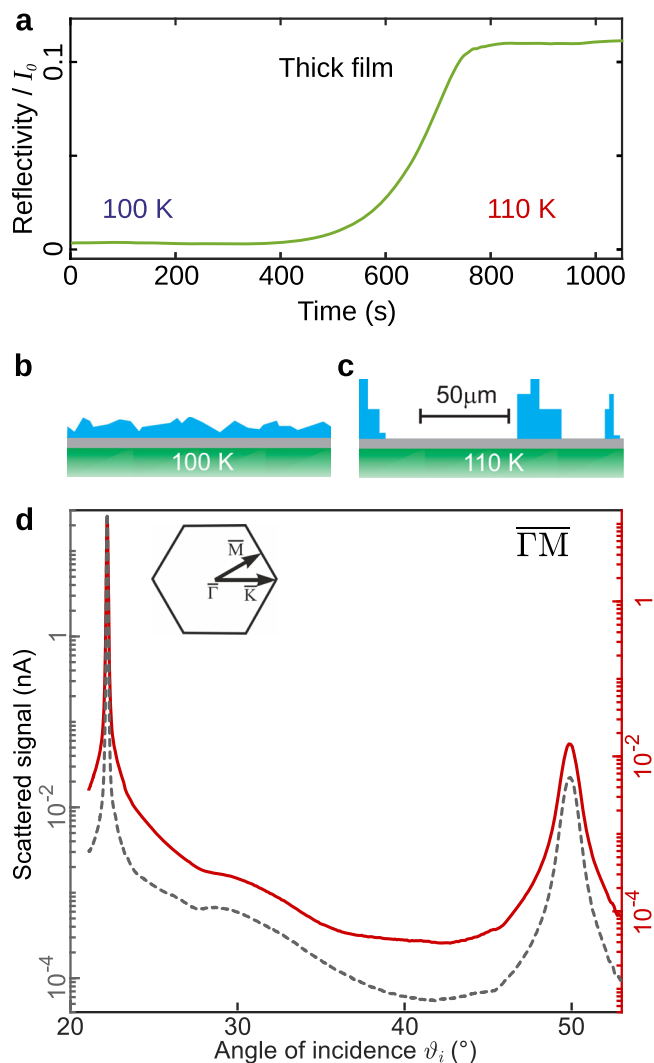 a
Reflectivity / I₀
0.1
0
Thick film
100 K
110 K
0 200 400 600 800 1000
Time (s)
b
100 K
c
50μm
110 K
d
Scattered signal (nA)
1
10⁻²
10⁻⁴
M̅
Γ̅
K̅
Γ̅M̅
1
10⁻²
10⁻⁴
20 30 40 50
Angle of incidence ϑᵢ (°)